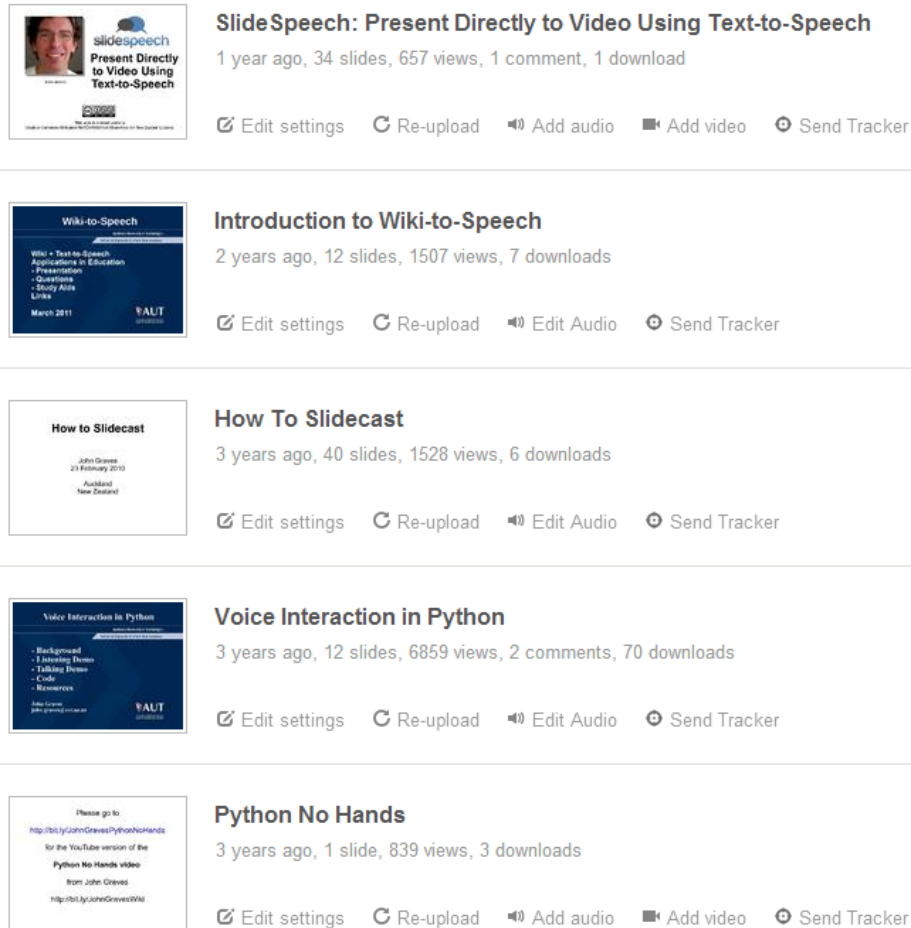 slidespeech
Present Directly
to Video Using
Text-to-Speech
SlideSpeech: Present Directly to Video Using Text-to-Speech
1 year ago, 34 slides, 657 views, 1 comment, 1 download
Edit settings Re-upload Add audio Add video Send Tracker
Wiki-to-Speech
Wiki + Text-to-Speech
Applications in Education
- Presentation
- Questions
- Study Aids
Links
March 2011
AUT
Introduction to Wiki-to-Speech
2 years ago, 12 slides, 1507 views, 7 downloads
Edit settings Re-upload Edit Audio Send Tracker
How to Slidecast
John Graves
23 February 2010
Auckland
New Zealand
How To Slidecast
3 years ago, 40 slides, 1528 views, 6 downloads
Edit settings Re-upload Edit Audio Send Tracker
Voice Interaction in Python
- Background
- Listening Demo
- Talking Demo
- Code
- Resources
John Graves
AUT
Voice Interaction in Python
3 years ago, 12 slides, 6859 views, 2 comments, 70 downloads
Edit settings Re-upload Edit Audio Send Tracker
Please go to
http://bit.ly/JohnGravesPythonNoHands
for the YouTube version of the
Python No Hands video
from John Graves
http://bit.ly/JohnGravesWiki
Python No Hands
3 years ago, 1 slide, 839 views, 3 downloads
Edit settings Re-upload Add audio Add video Send Tracker